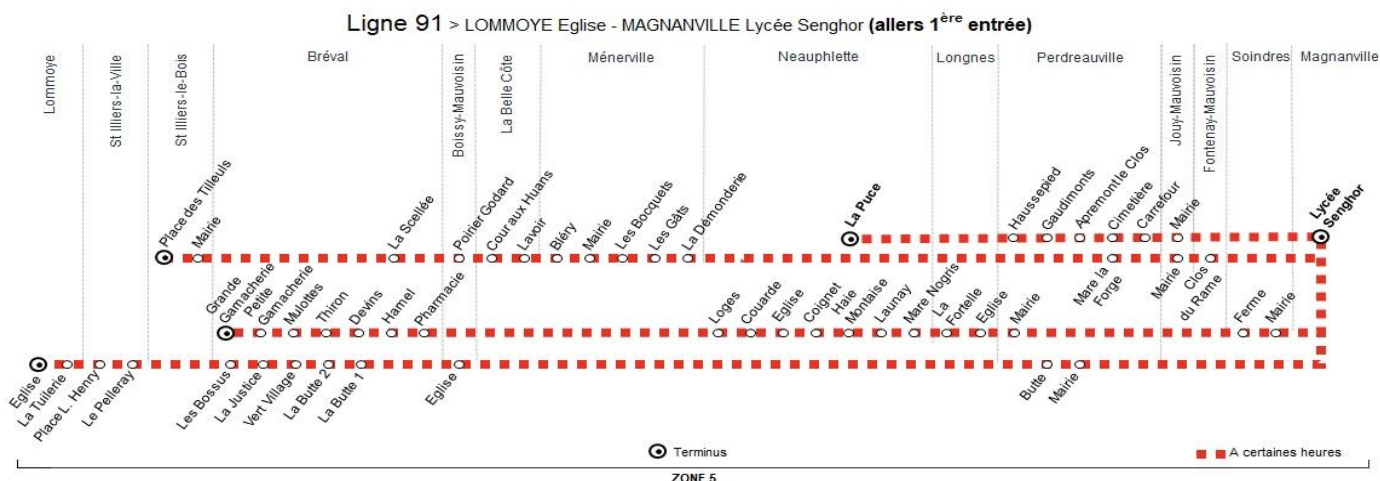 Ligne 91 > LOMMOYE Eglise - MAGNANVILLE Lycée Senghor (allers 1ère entrée)
Lommoye
St Illiers-la-Ville
St Illiers-le-Bois
Bréval
Boissy-Mauvoisin
La Belle Côte
Ménerville
Neauphlette
Longnes
Perdreauville
Jouy-Mauvoisin
Fontenay-Mauvoisin
Soindres
Magnanville
La Puce
Haussepied
Gaudimonts
Apremont le Clos
Cimetière
Carrefour
Mairie
Lycée
Senghor
Place des Tilleuls
Mairie
La Scellée
Poirier Godard
Cour aux Huans
Lavoir
Bléry
Mairie
Les Bocquets
Les Gâts
La Démonderie
Mare la
Forge
Mairie
Clos
du Rame
Grande
Gamacherie
Petite
Gamacherie
Mulottes
Thiron
Devins
Hamel
Pharmacie
Loges
Couarde
Eglise
Coignet
Haie
Montaise
Launay
Mare Nogris
La
Fortelle
Eglise
Mairie
Ferme
Mairie
Eglise
La Tuilerie
Place L. Henry
Le Pelleray
Les Bossus
La Justice
Vert Village
La Butte 2
La Butte 1
Eglise
Butte
Mairie
Terminus
A certaines heures
ZONE 5